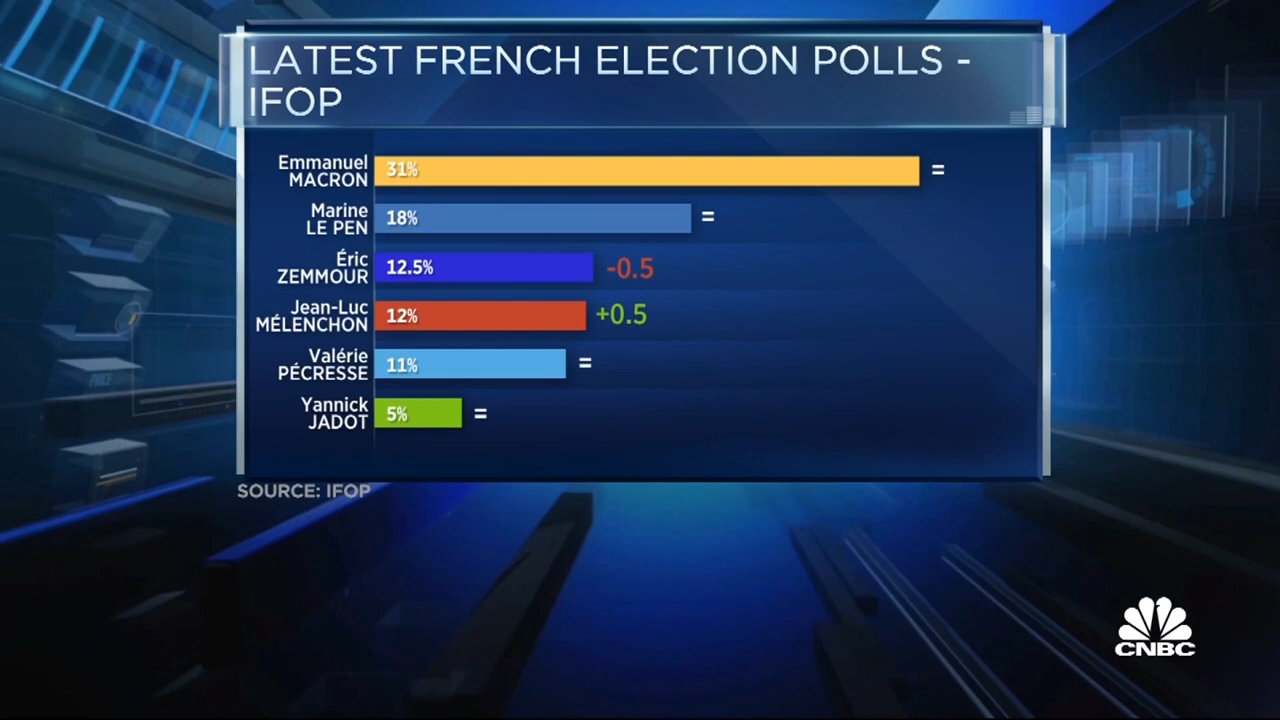 LATEST FRENCH ELECTION POLLS -
IFOP
Emmanuel
MACRON
31%
=
Marine
LE PEN
18%
=
Éric
ZEMMOUR
12.5%
-0.5
Jean-Luc
MÉLENCHON
12%
+0.5
Valérie
PÉCRESSE
11%
=
Yannick
JADOT
5%
=
SOURCE: IFOP
PRICE
CNBC